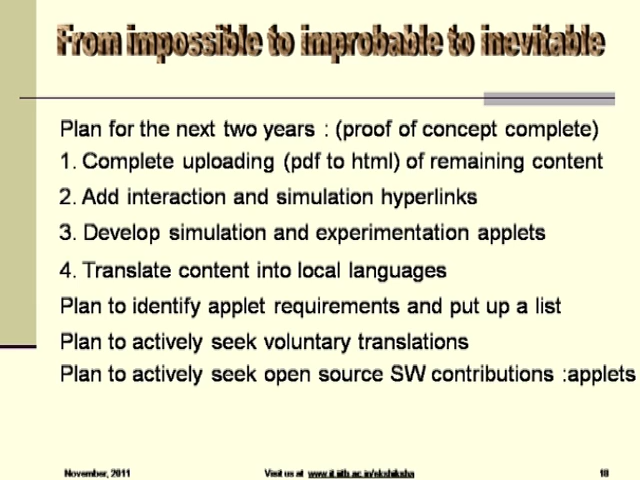 From impossible to improbable to inevitable
Plan for the next two years : (proof of concept complete)
1. Complete uploading (pdf to html) of remaining content
2. Add interaction and simulation hyperlinks
3. Develop simulation and experimentation applets
4. Translate content into local languages
Plan to identify applet requirements and put up a list
Plan to actively seek voluntary translations
Plan to actively seek open source SW contributions :applets
November, 2011 Visit us at www.it.iitb.ac.in/ekshiksha 18